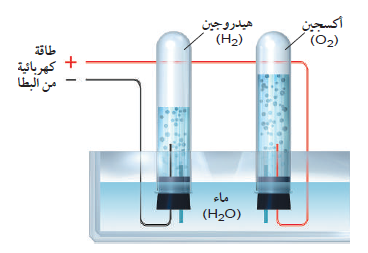 أكسجين
(O₂)
هيدروجين
(H₂)
طاقة
كهربائية
من البطا
+
−
ماء
(H₂O)